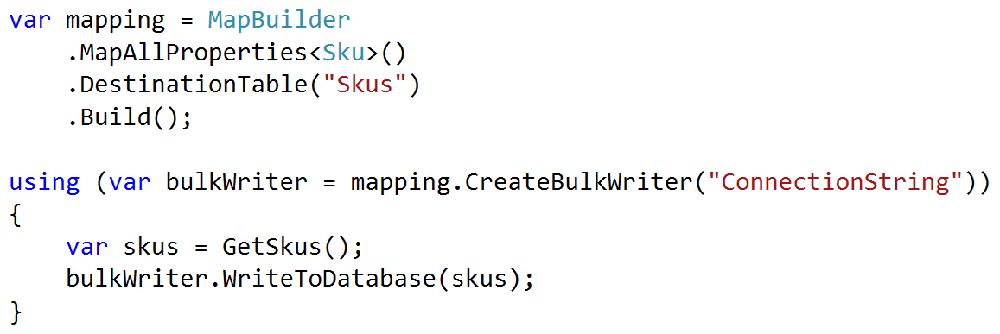 var mapping = MapBuilder
    .MapAllProperties<Sku>()
    .DestinationTable("Skus")
    .Build();

using (var bulkWriter = mapping.CreateBulkWriter("ConnectionString"))
{
    var skus = GetSkus();
    bulkWriter.WriteToDatabase(skus);
}